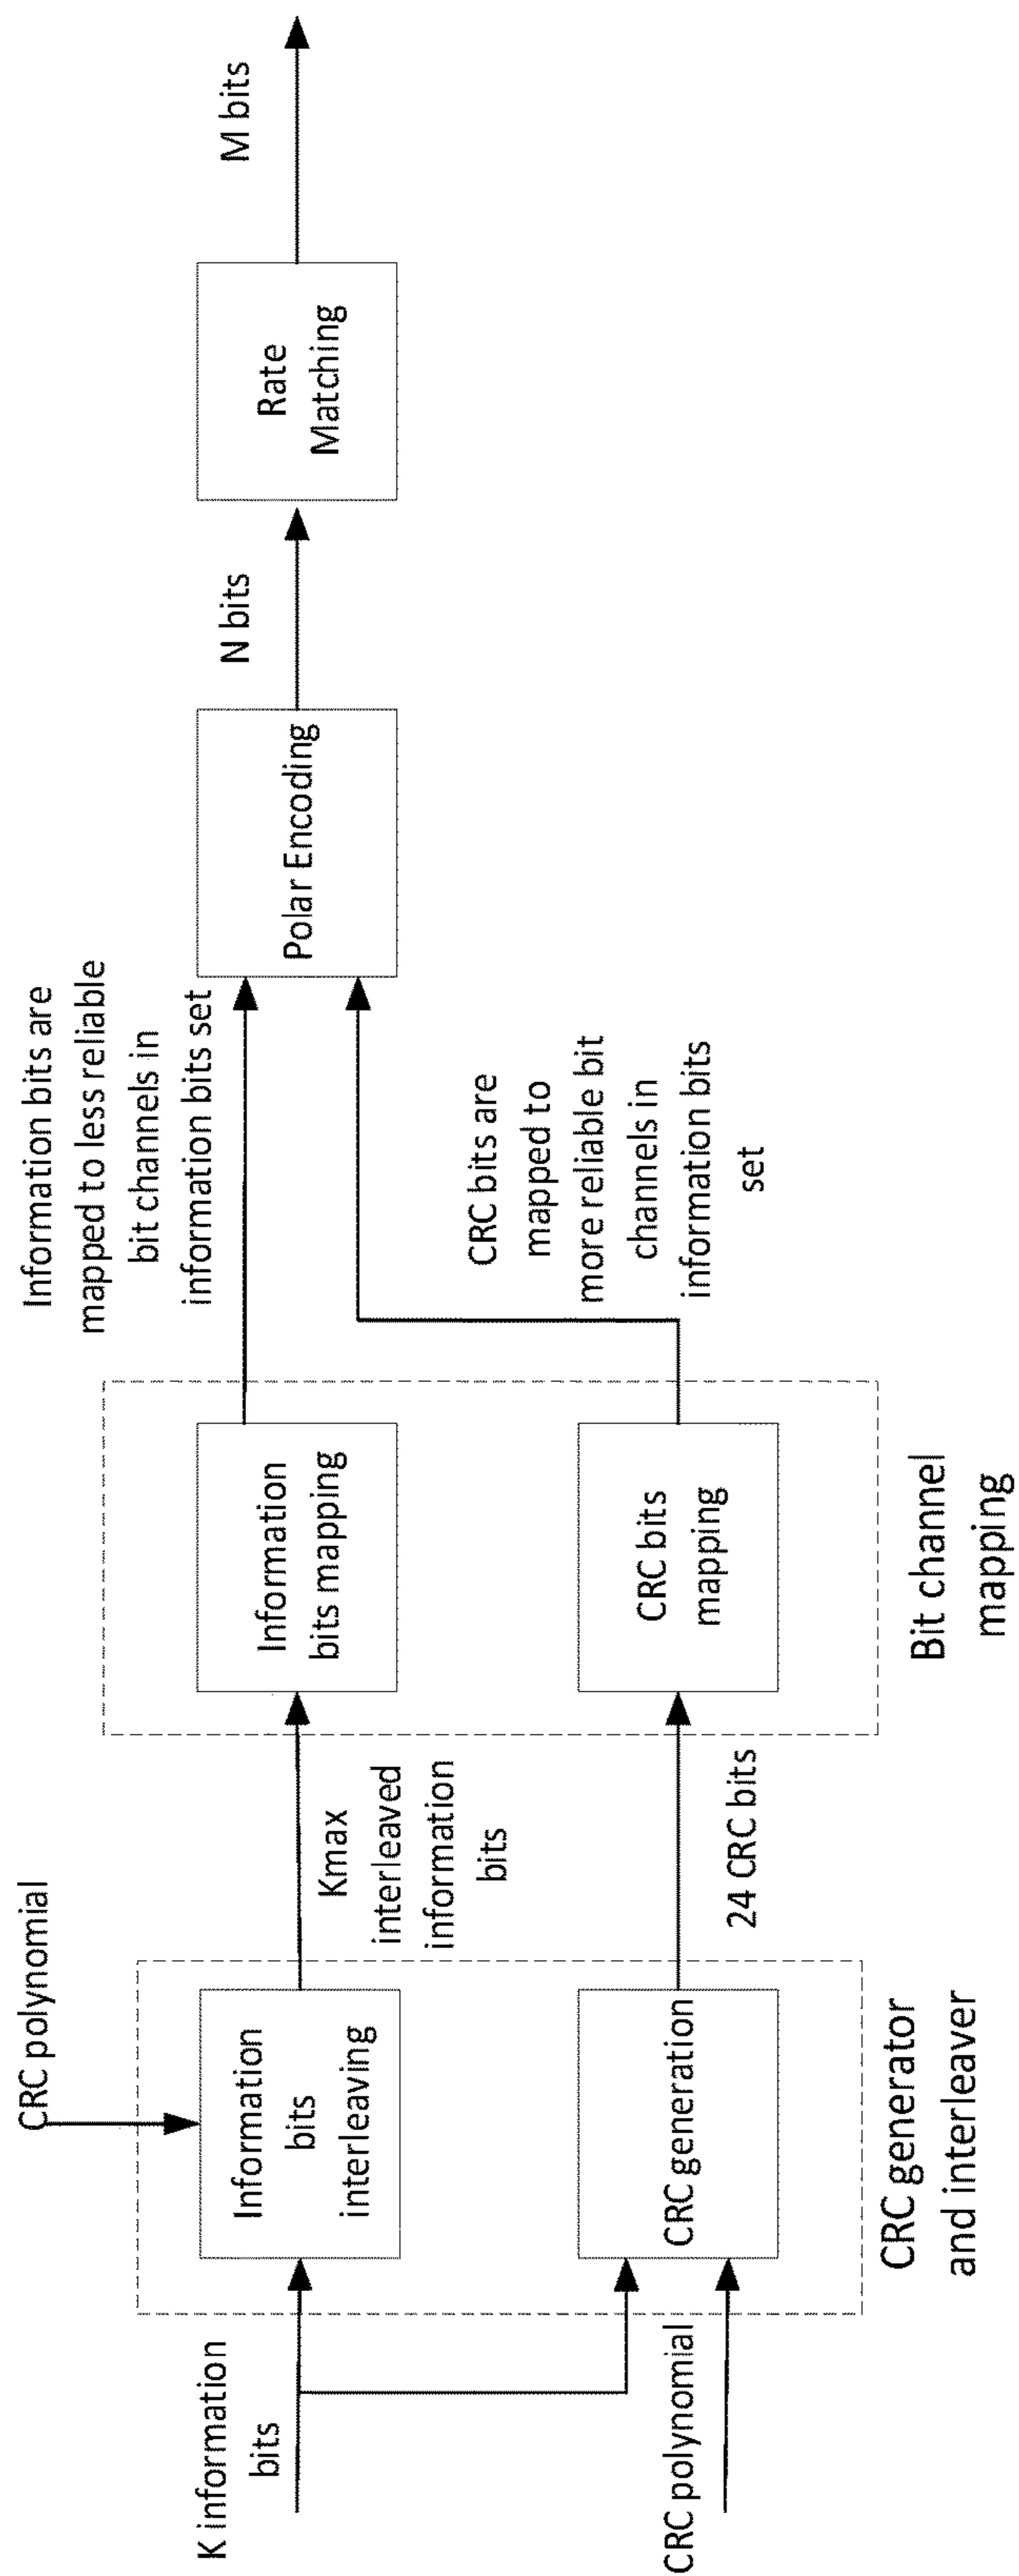 K information
bits
CRC polynomial
CRC polynomial
Information
bits
interleaving
CRC generation
CRC generator
and interleaver
Kmax
interleaved
information
bits
24 CRC bits
Information
bits mapping
CRC bits
mapping
Bit channel
mapping
Information bits are
mapped to less reliable
bit channels in
information bits set
CRC bits are
mapped to
more reliable bit
channels in
information bits
set
Polar Encoding
N bits
Rate
Matching
M bits